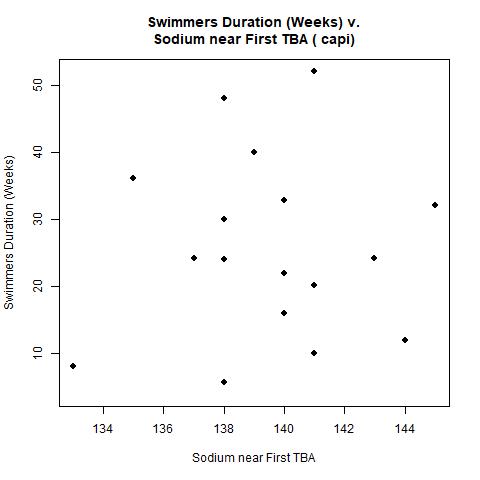 Swimmers Duration (Weeks) v.
Sodium near First TBA ( capi)
Swimmers Duration (Weeks)
50
40
30
20
10
134 136 138 140 142 144
Sodium near First TBA